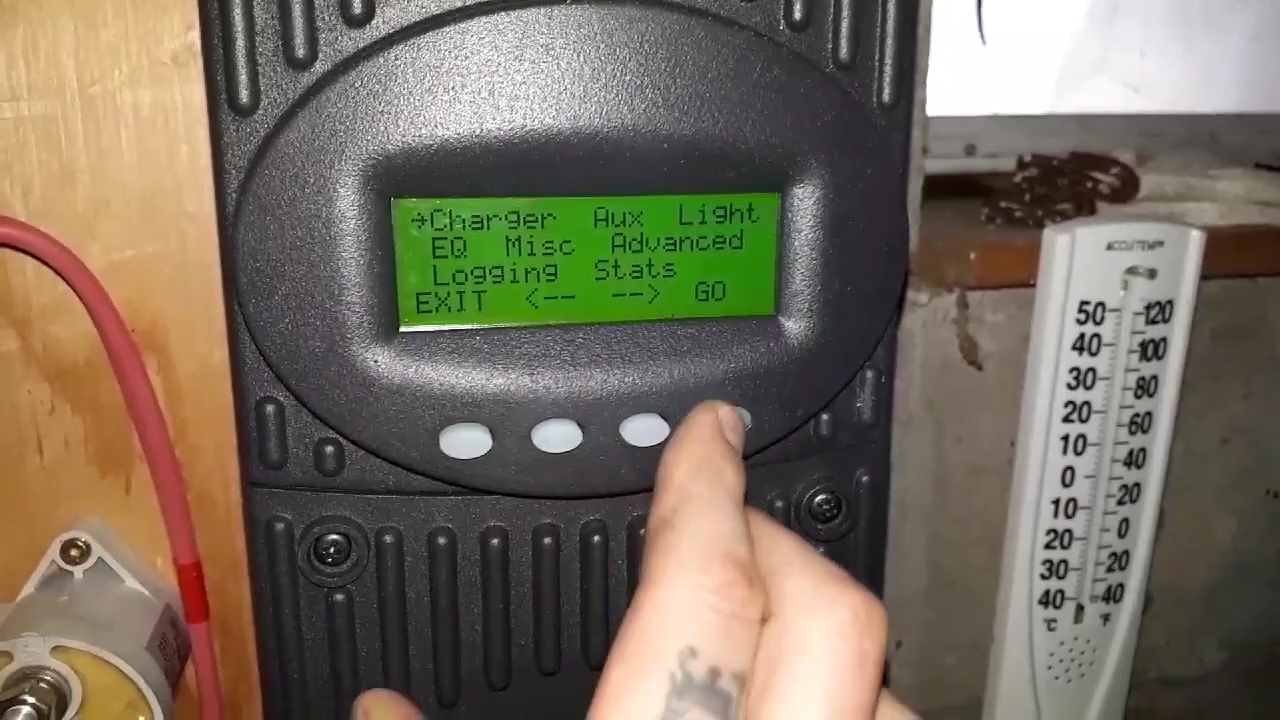 →Charger Aux Light
EQ Misc Advanced
Logging Stats
EXIT <-- --> GO
ACCUTEMP
50 120
40 100
30 80
20 60
10 40
0 20
10 0
20 20
30 40
40
°C °F